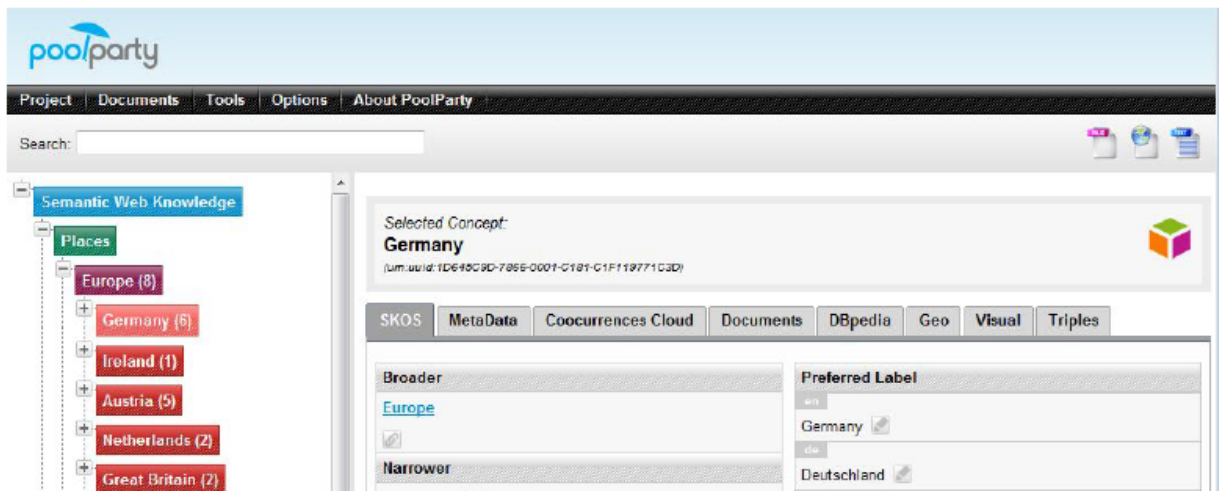 poolparty
Project Documents Tools Options About PoolParty
Search:
Semantic Web Knowledge
Places
Europe (8)
Germany (6)
Ireland (1)
Austria (5)
Netherlands (2)
Great Britain (2)
Selected Concept:
Germany
SKOS MetaData Coocurrences Cloud Documents DBpedia Geo Visual Triples
Broader
Europe
Narrower
Preferred Label
en
Germany
de
Deutschland